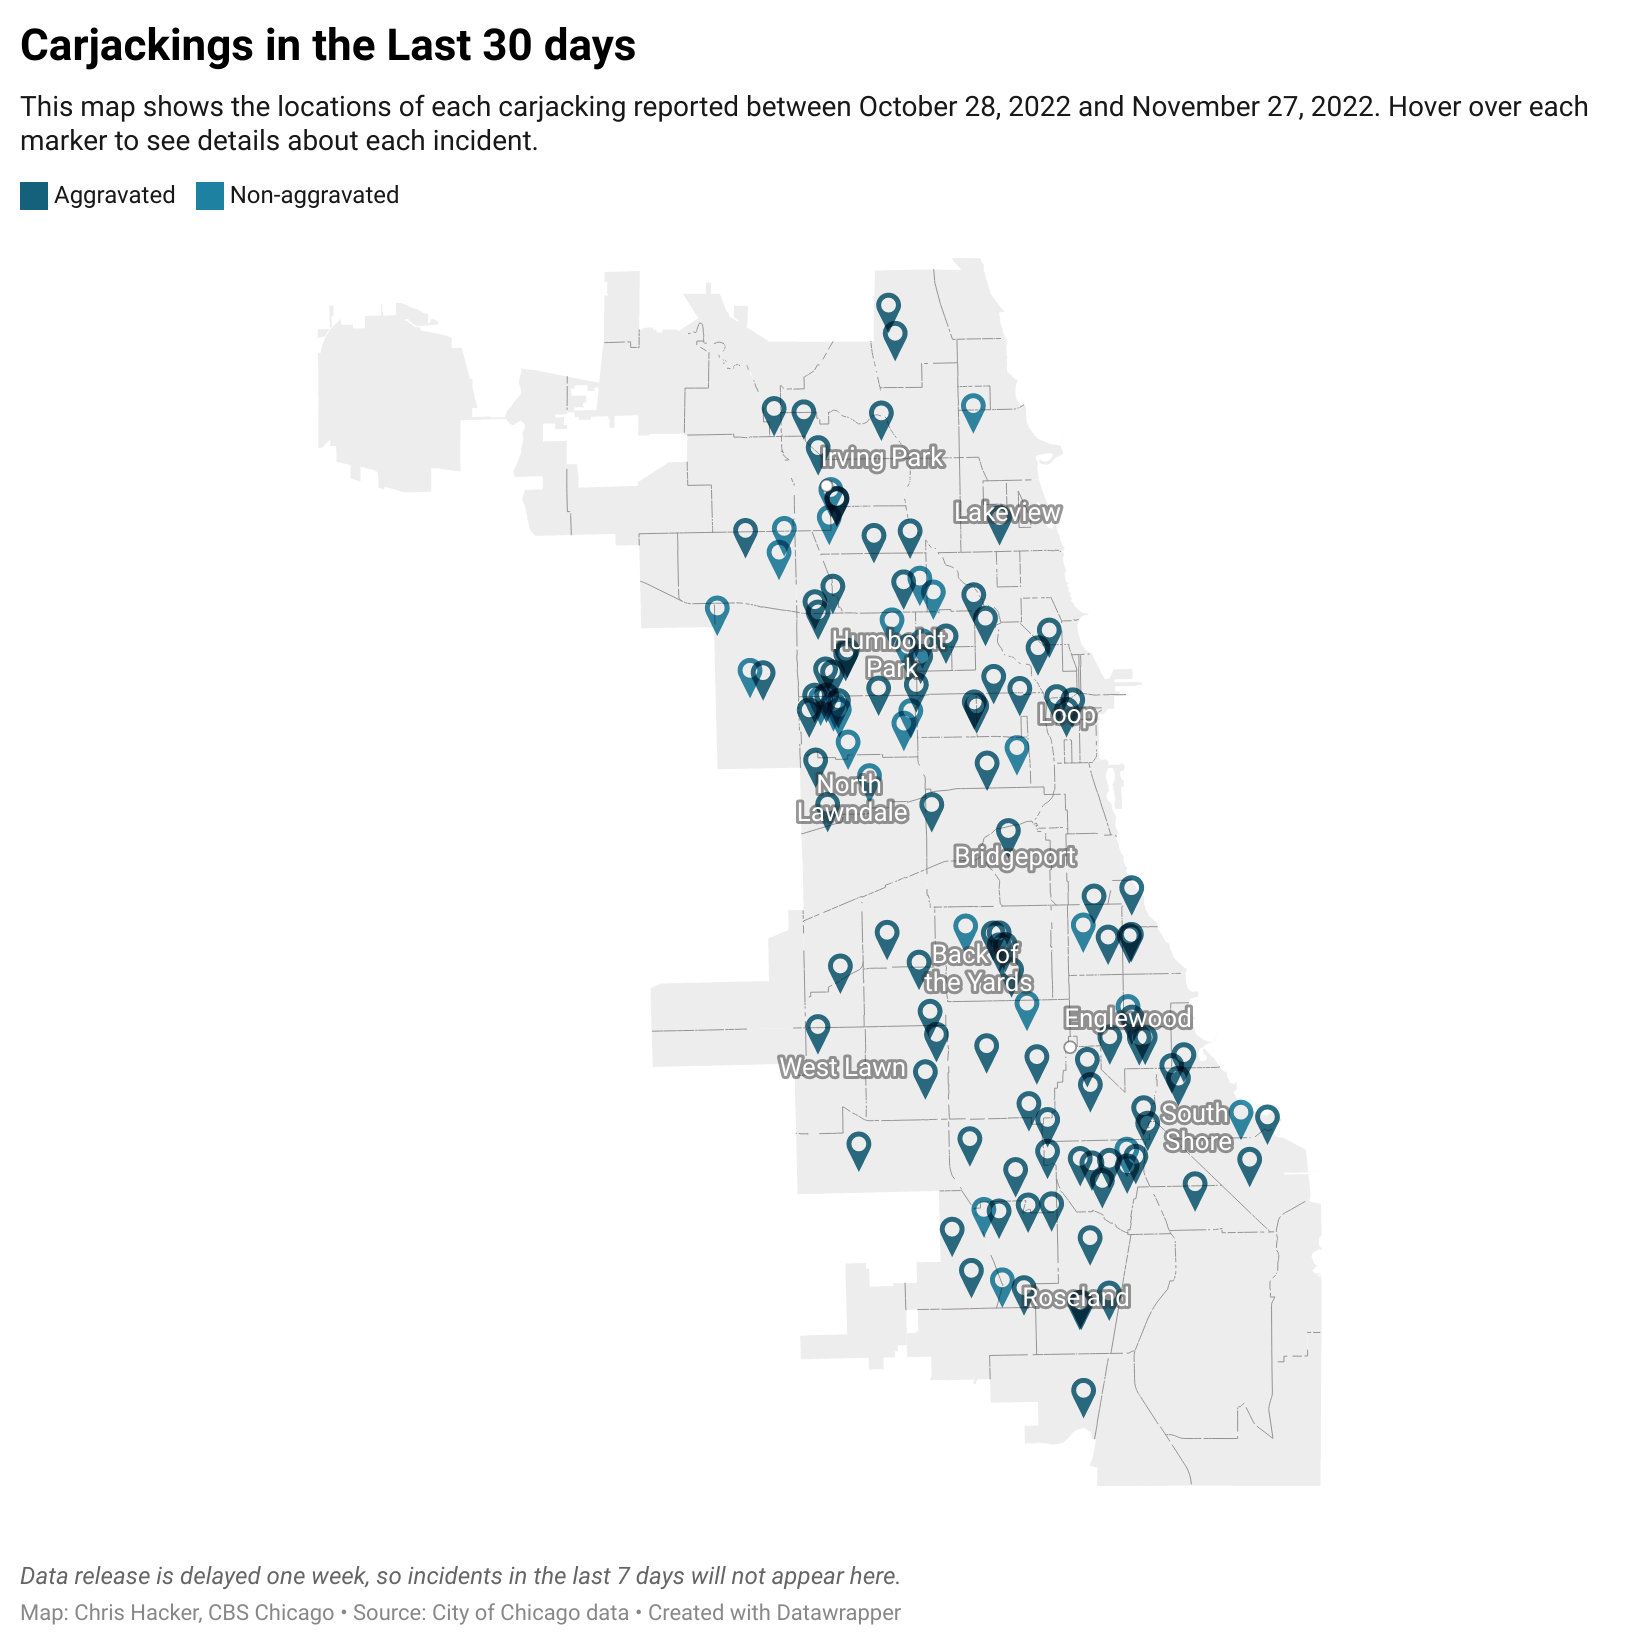 Carjackings in the Last 30 days
This map shows the locations of each carjacking reported between October 28, 2022 and November 27, 2022. Hover over each
marker to see details about each incident.
Aggravated Non-aggravated
Irving Park
Lakeview
Humboldt
Park
Loop
North
Lawndale
Bridgeport
Back of
the Yards
Englewood
West Lawn
South
Shore
Roseland
Data release is delayed one week, so incidents in the last 7 days will not appear here.
Map: Chris Hacker, CBS Chicago • Source: City of Chicago data • Created with Datawrapper